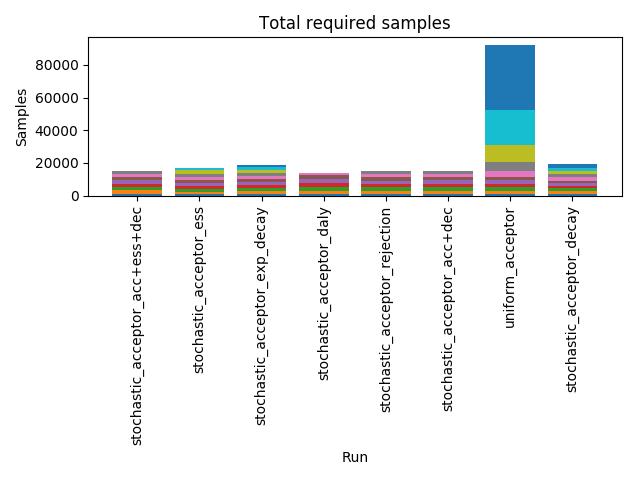 Total required samples
Samples
80000
60000
40000
20000
0
stochastic_acceptor_acc+ess+dec
stochastic_acceptor_ess
stochastic_acceptor_exp_decay
stochastic_acceptor_daly
stochastic_acceptor_rejection
stochastic_acceptor_acc+dec
uniform_acceptor
stochastic_acceptor_decay
Run